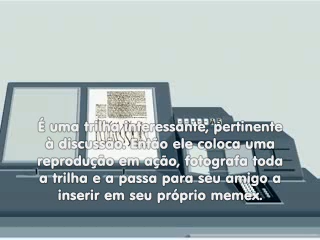 É uma trilha interessante, pertinente
à discussão. Então ele coloca uma
reprodução em ação, fotografa toda
a trilha e a passa para seu amigo a
inserir em seu próprio memex.